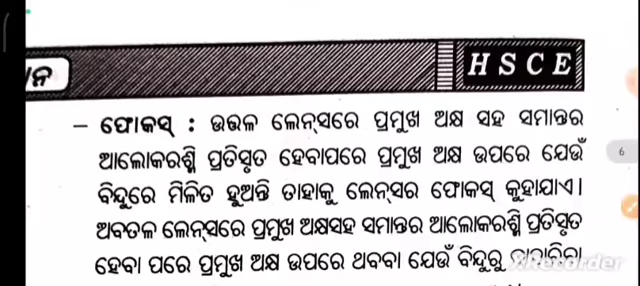 HSCE
– ଫୋକସ୍ : ଉତ୍ତଳ ଲେନ୍ସରେ ପ୍ରମୁଖ ଅକ୍ଷ ସହ ସମାନ୍ତର
ଆଲୋକରଶ୍ମି ପ୍ରତିସୃତ ହେବାପରେ ପ୍ରମୁଖ ଅକ୍ଷ ଉପରେ ଯେଉଁ
6
ବିନ୍ଦୁରେ ମିଳିତ ହୁଅନ୍ତି ତାହାକୁ ଲେନ୍ସର ଫୋକସ୍ କୁହାଯାଏ।
ଅବତଳ ଲେନ୍ସରେ ପ୍ରମୁଖ ଅକ୍ଷସହ ସମାନ୍ତର ଆଲୋକରଶ୍ମି ପ୍ରତିସୃତ
ହେବା ପରେ ପ୍ରମୁଖ ଅକ୍ଷ ଉପରେ ଥିବା ଯେଉଁ ବିନ୍ଦୁରୁ
XRecorder